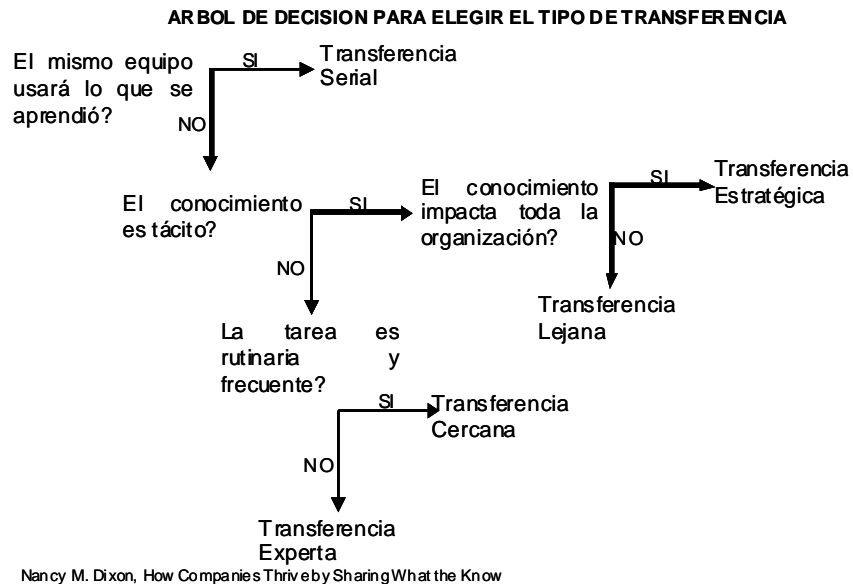 ARBOL DE DECISION PARA ELEGIR EL TIPO DE TRANSFERENCIA
El mismo equipo
usará lo que se
aprendió?
SI
Transferencia
Serial
NO
El conocimiento
es tácito?
SI
El conocimiento
impacta toda la
organización?
SI
Transferencia
Estratégica
NO
Transferencia
Lejana
NO
La tarea es
rutinaria y
frecuente?
SI
Transferencia
Cercana
NO
Transferencia
Experta
Nancy M. Dixon, How Companies Thrive by Sharing What the Know